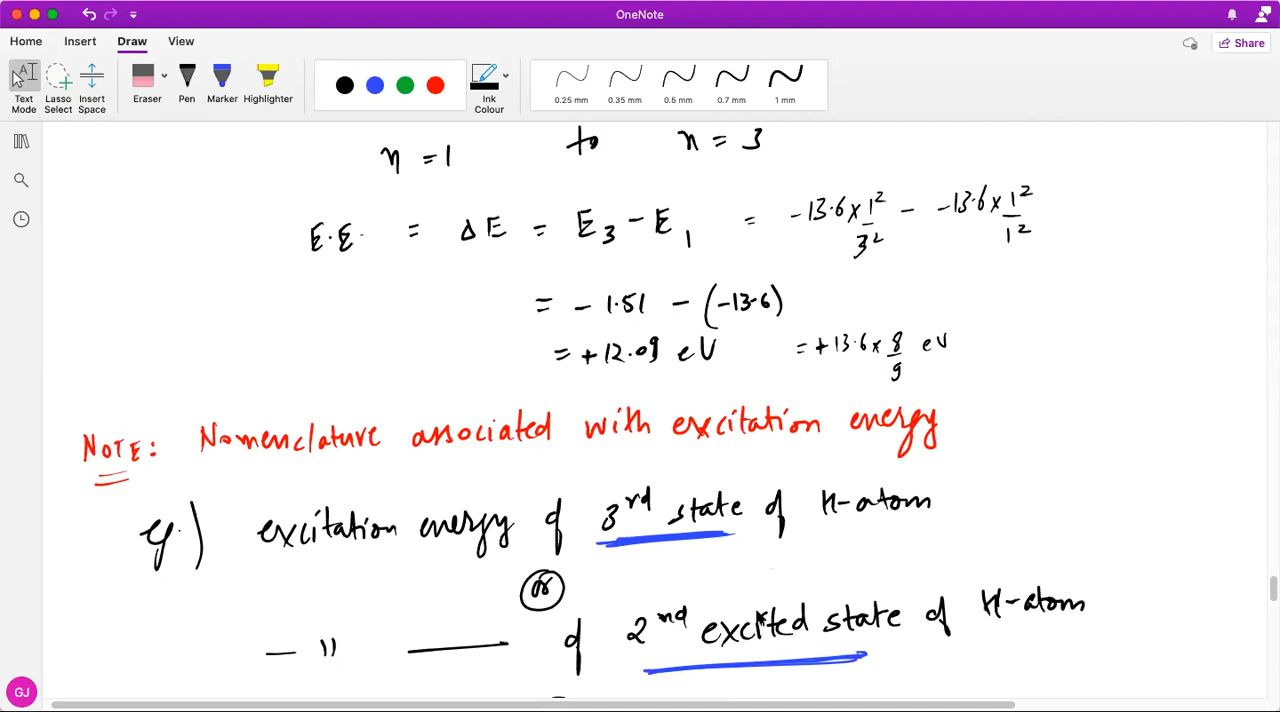 OneNote
Home Insert Draw View
Share
Text Mode
Lasso Select
Insert Space
Eraser
Pen
Marker
Highlighter
Ink Colour
0.25 mm 0.35 mm 0.5 mm 0.7 mm 1 mm
n = 1 to n = 3
E.E. = ΔE = E₃ - E₁ = -13.6 x 1²/3² - -13.6 x 1²/1²
= - 1.51 - (-13.6)
= + 12.09 eV = + 13.6 x 8/9 eV
NOTE: Nomenclature associated with excitation energy
eg.) excitation energy of 3rd state of H-atom
or
— " —— of 2nd excited state of H-atom
GJ